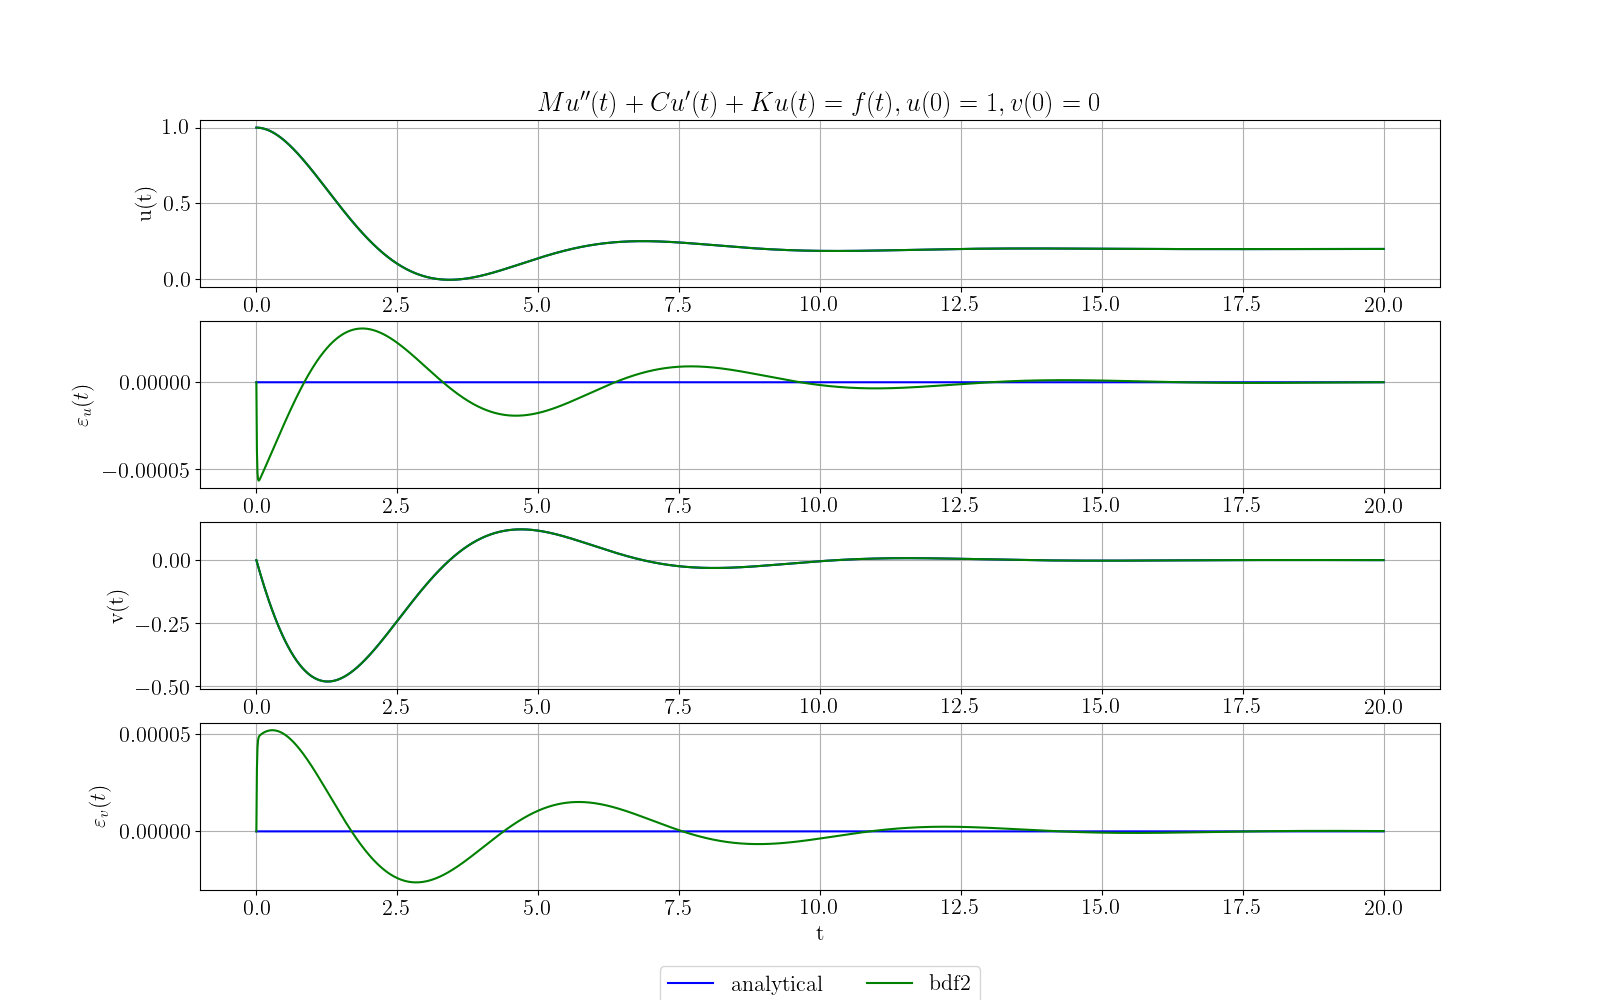 Mu''(t) + Cu'(t) + Ku(t) = f(t), u(0) = 1, v(0) = 0
u(t)
1.0
0.5
0.0
0.0 2.5 5.0 7.5 10.0 12.5 15.0 17.5 20.0
εu(t)
0.00000
−0.00005
0.0 2.5 5.0 7.5 10.0 12.5 15.0 17.5 20.0
v(t)
0.00
−0.25
−0.50
0.0 2.5 5.0 7.5 10.0 12.5 15.0 17.5 20.0
εv(t)
0.00005
0.00000
0.0 2.5 5.0 7.5 10.0 12.5 15.0 17.5 20.0
t
analytical bdf2